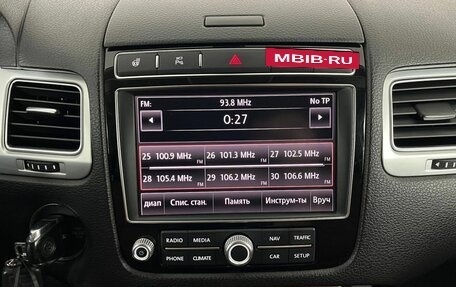 MBIB-RU
FM: 93.8 MHz No TP
0:27
25 100.9 MHz FM 26 101.3 MHz FM 27 102.5 MHz FM
28 105.4 MHz FM 29 106.2 MHz FM 30 106.6 MHz FM
диап Спис. стан. Память Инструм-ты Вруч
RADIO MEDIA NAV TRAFFIC
PHONE CLIMATE CAR SETUP